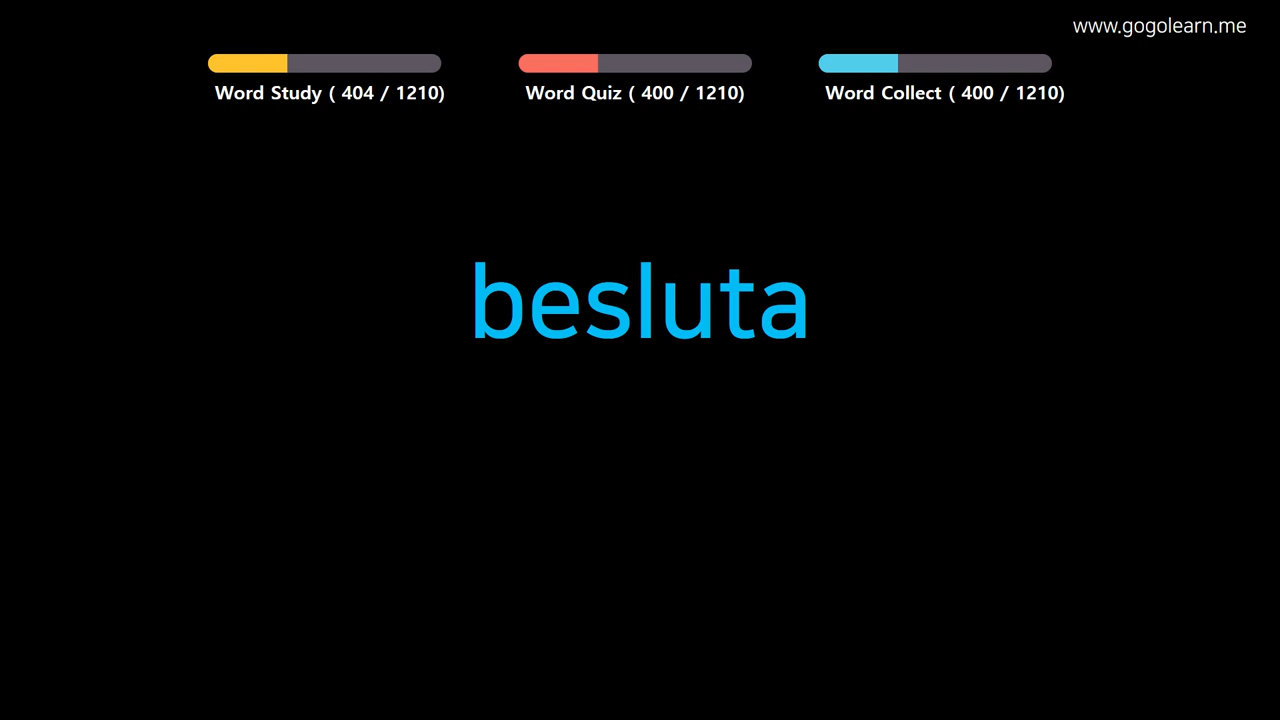 www.gogolearn.me
Word Study ( 404 / 1210)
Word Quiz ( 400 / 1210)
Word Collect ( 400 / 1210)
besluta